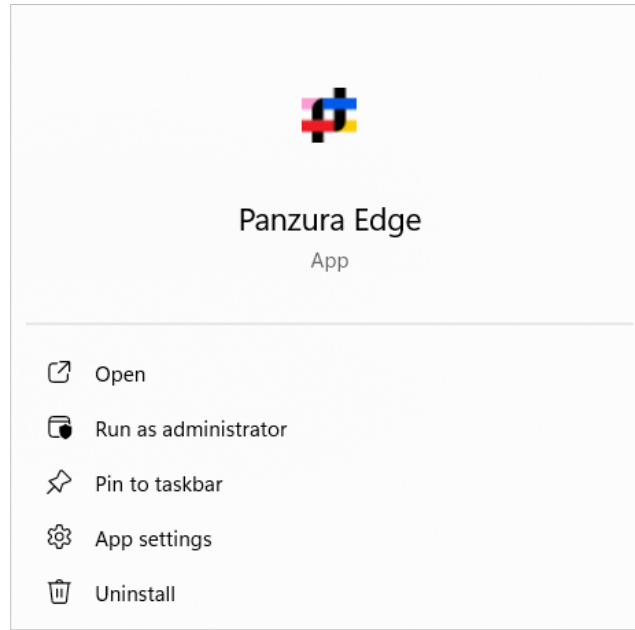 Panzura Edge
App
Open
Run as administrator
Pin to taskbar
App settings
Uninstall